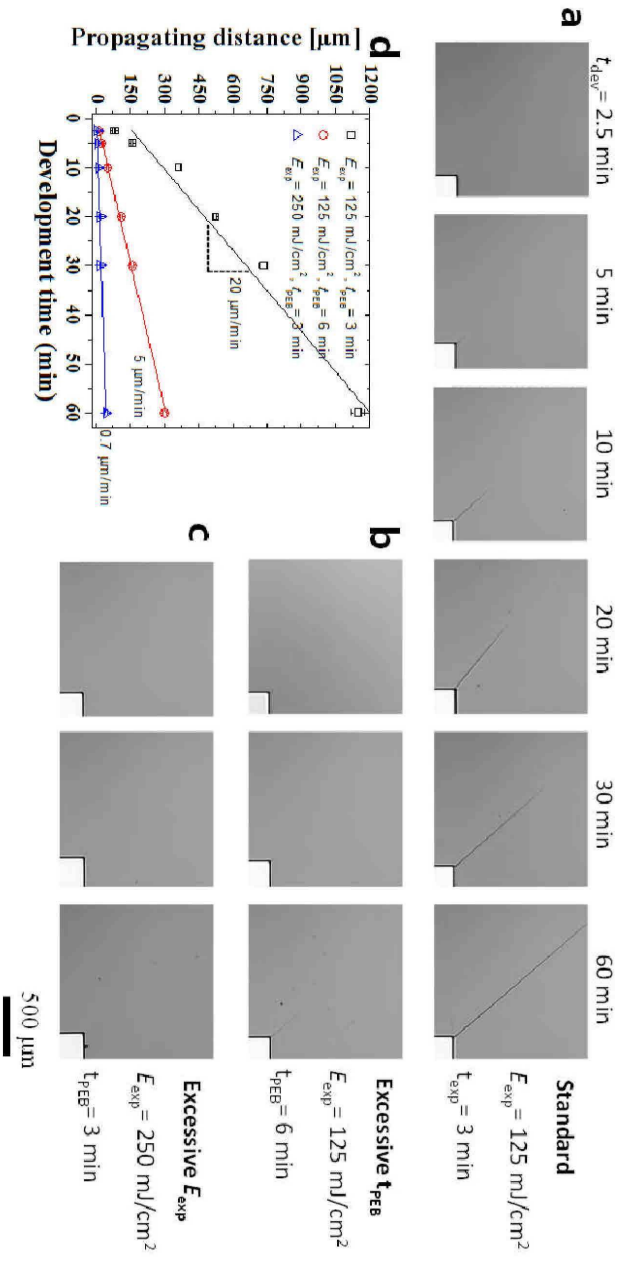 a
t_dev = 2.5 min
5 min
10 min
20 min
30 min
60 min
Standard
E_exp = 125 mJ/cm²
t_exp = 3 min
b
Excessive t_PEB
E_exp = 125 mJ/cm²
t_PEB = 6 min
c
Excessive E_exp
E_exp = 250 mJ/cm²
t_PEB = 3 min
500 μm
d
Propagating distance [μm]
1200
1050
900
750
600
450
300
150
0
E_exp = 125 mJ/cm², t_PEB = 3 min
E_exp = 125 mJ/cm², t_PEB = 6 min
E_exp = 250 mJ/cm², t_PEB = 3 min
20 μm/min
5 μm/min
0.7 μm/min
0 10 20 30 40 50 60
Development time (min)